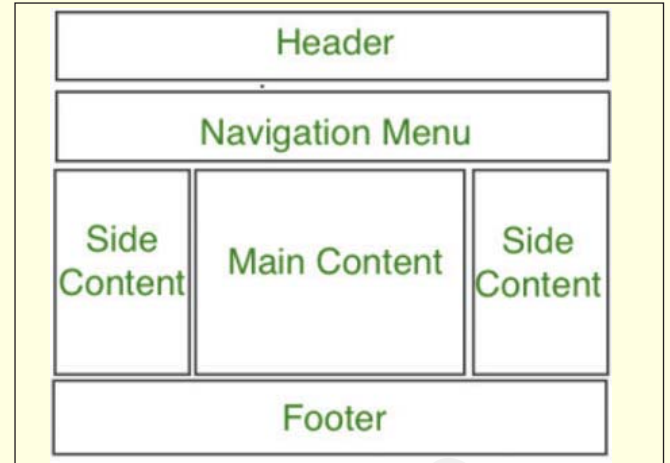 Header
Navigation Menu
Side
Content
Main Content
Side
Content
Footer